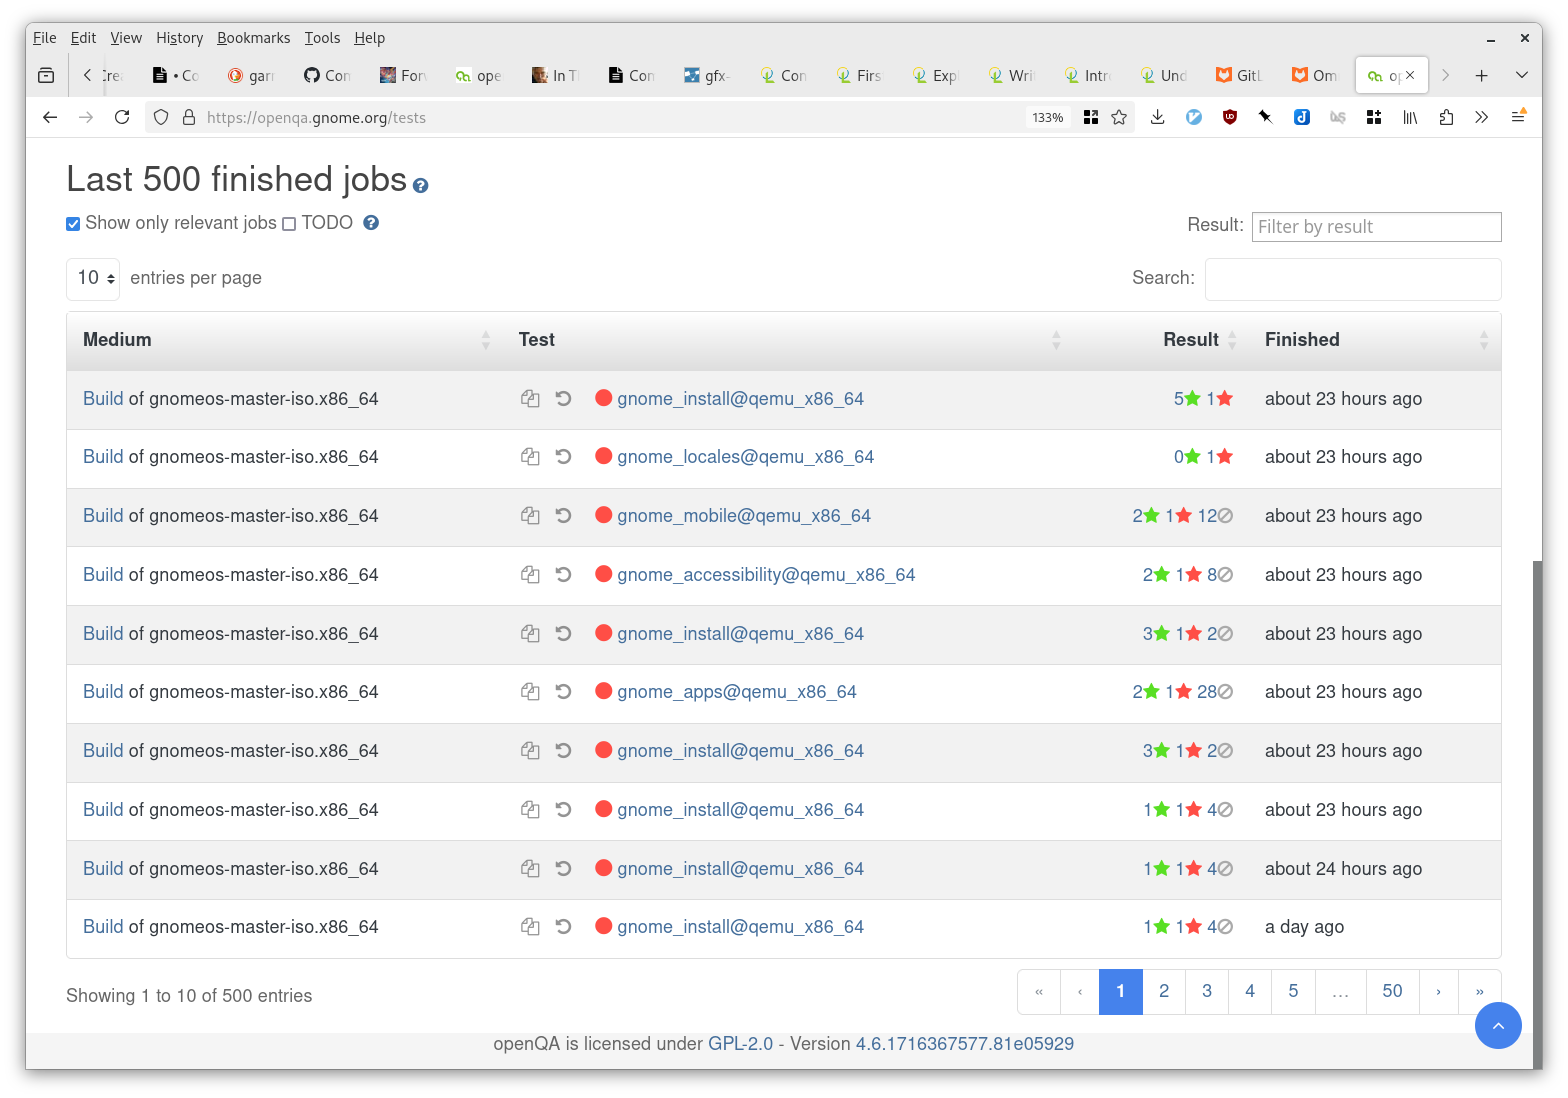 File Edit View History Bookmarks Tools Help
Crea • Co garr Con Forv ope In T Con gfx- Con Firs Exp Wri Intr Und GitL Om op
https://openqa.gnome.org/tests 133%
Last 500 finished jobs
Show only relevant jobs TODO
Result: Filter by result
10 entries per page
Search:
Medium Test Result Finished
Build of gnomeos-master-iso.x86_64 gnome_install@qemu_x86_64 5 1 about 23 hours ago
Build of gnomeos-master-iso.x86_64 gnome_locales@qemu_x86_64 0 1 about 23 hours ago
Build of gnomeos-master-iso.x86_64 gnome_mobile@qemu_x86_64 2 1 12 about 23 hours ago
Build of gnomeos-master-iso.x86_64 gnome_accessibility@qemu_x86_64 2 1 8 about 23 hours ago
Build of gnomeos-master-iso.x86_64 gnome_install@qemu_x86_64 3 1 2 about 23 hours ago
Build of gnomeos-master-iso.x86_64 gnome_apps@qemu_x86_64 2 1 28 about 23 hours ago
Build of gnomeos-master-iso.x86_64 gnome_install@qemu_x86_64 3 1 2 about 23 hours ago
Build of gnomeos-master-iso.x86_64 gnome_install@qemu_x86_64 1 1 4 about 23 hours ago
Build of gnomeos-master-iso.x86_64 gnome_install@qemu_x86_64 1 1 4 about 24 hours ago
Build of gnomeos-master-iso.x86_64 gnome_install@qemu_x86_64 1 1 4 a day ago
Showing 1 to 10 of 500 entries
« ‹ 1 2 3 4 5 … 50 › »
openQA is licensed under GPL-2.0 - Version 4.6.1716367577.81e05929